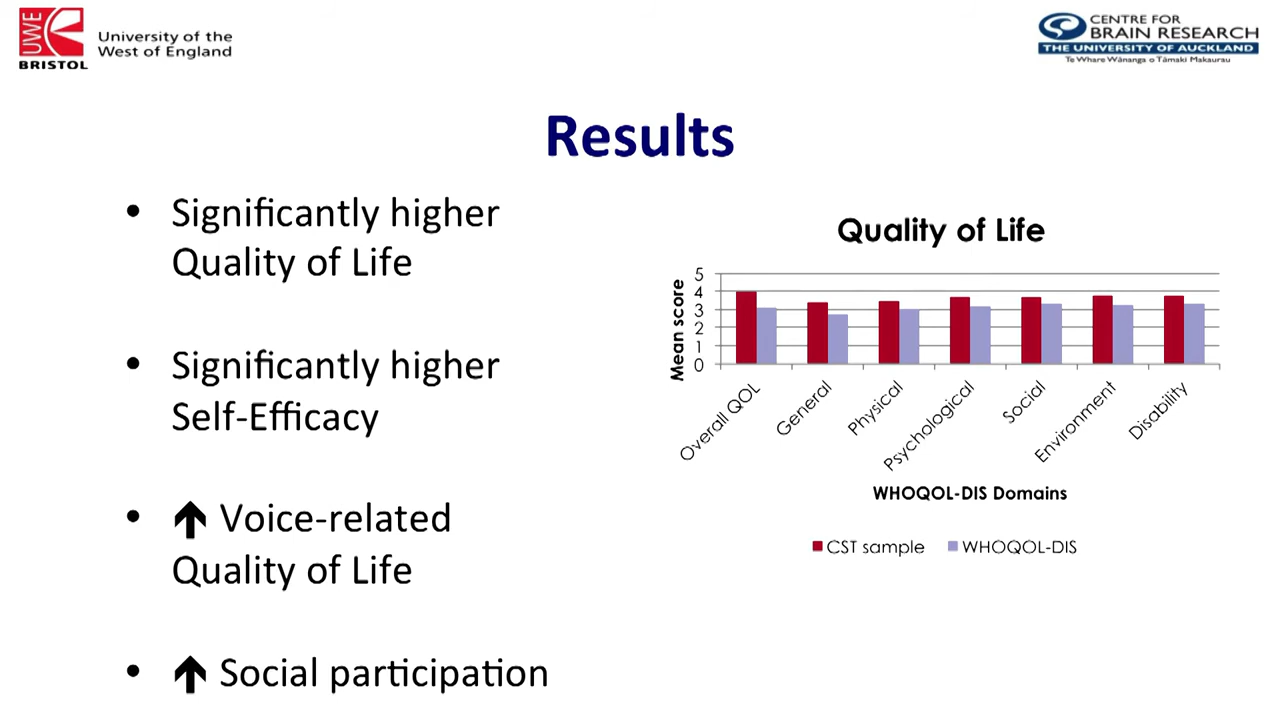 UWE
BRISTOL
University of the
West of England
CENTRE FOR
BRAIN RESEARCH
THE UNIVERSITY OF AUCKLAND
Te Whare Wānanga o Tāmaki Makaurau
Results
• Significantly higher
Quality of Life
• Significantly higher
Self-Efficacy
• ↑ Voice-related
Quality of Life
• ↑ Social participation
Quality of Life
Mean score
5
4
3
2
1
0
Overall QOL
General
Physical
Psychological
Social
Environment
Disability
WHOQOL-DIS Domains
CST sample
WHOQOL-DIS